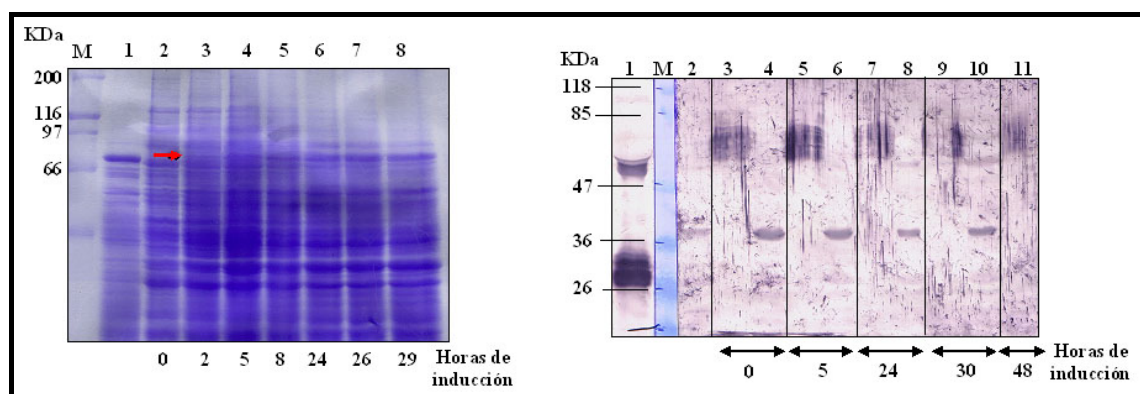 KDa
M 1 2 3 4 5 6 7 8
200
116
97
66
0 2 5 8 24 26 29 Horas de
inducción
KDa
1 M 2 3 4 5 6 7 8 9 10 11
118
85
47
36
26
0 5 24 30 48 Horas de
inducción